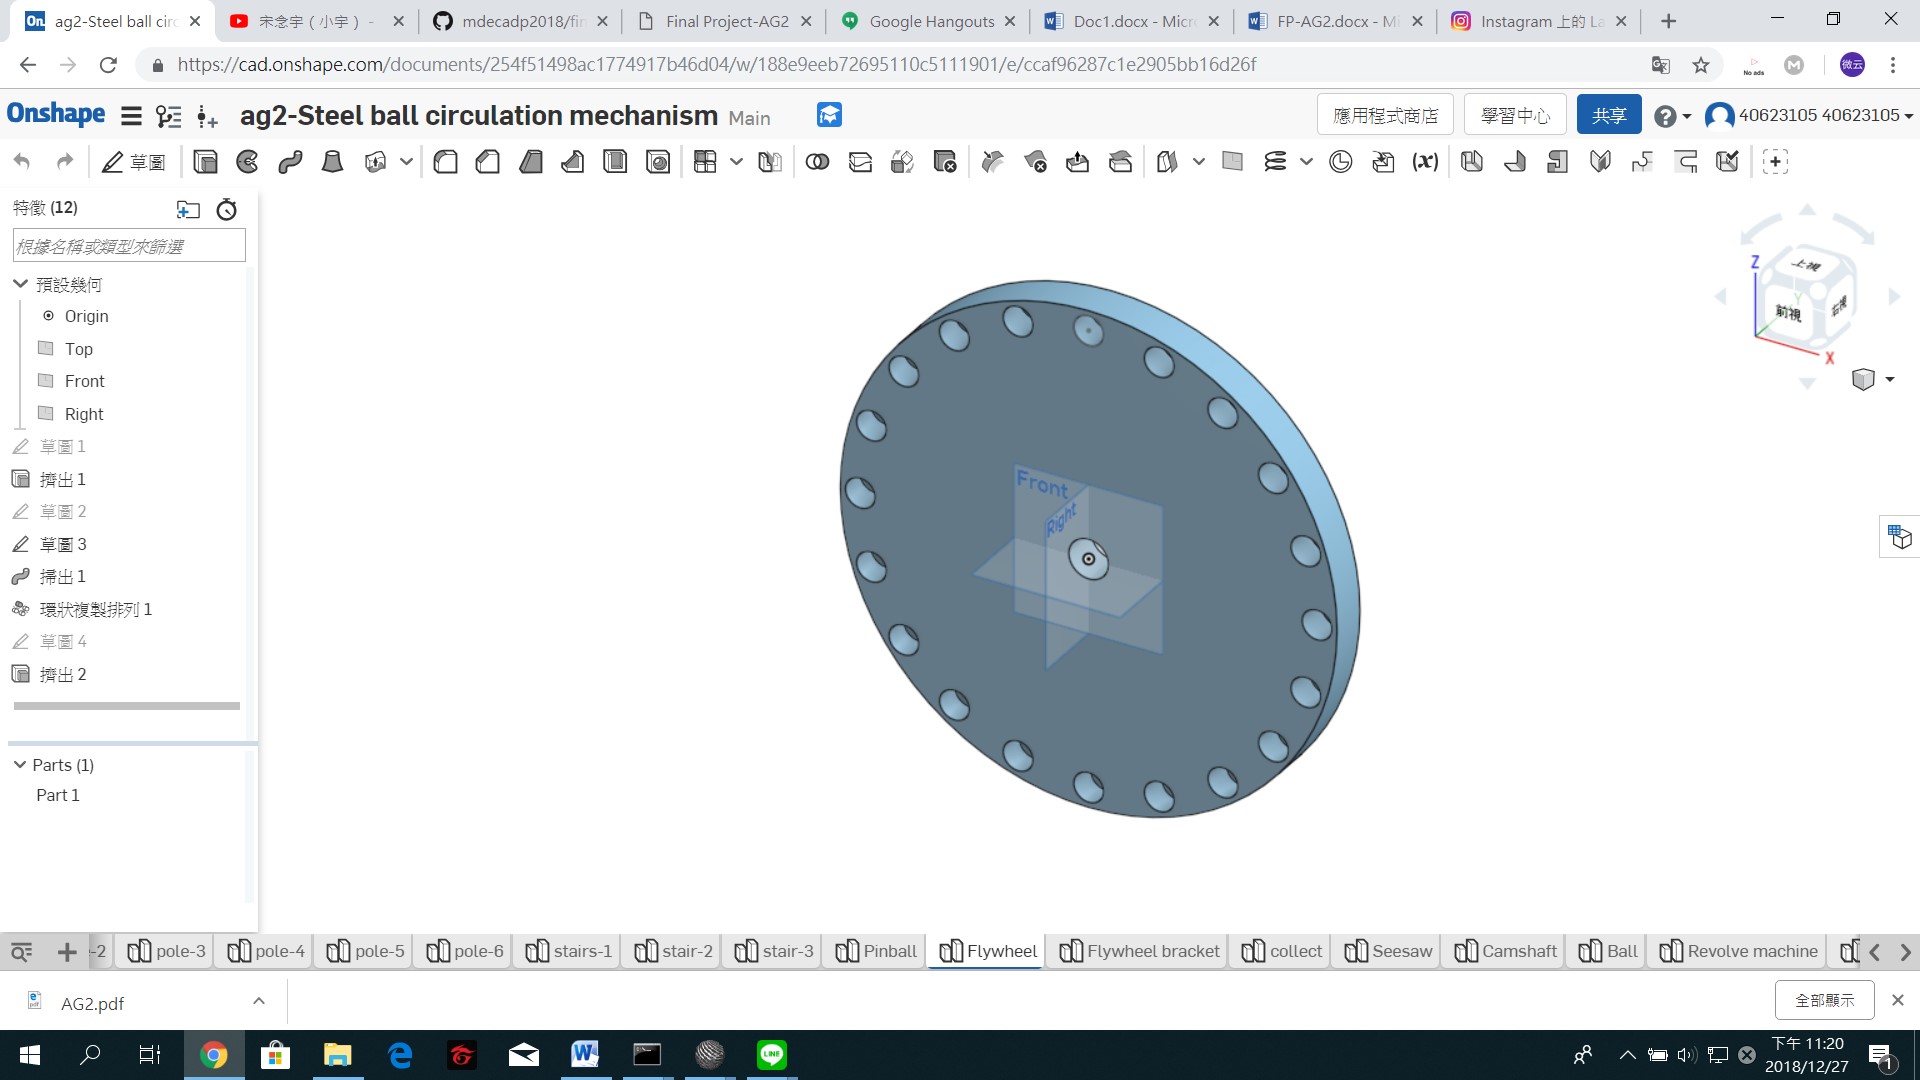 ag2-Steel ball circ
宋念宇（小宇） -
mdecadp2018/fin
Final Project-AG2
Google Hangouts
Doc1.docx - Micr
FP-AG2.docx - Mi
Instagram 上的 La
https://cad.onshape.com/documents/254f51498ac1774917b46d04/w/188e9eeb72695110c5111901/e/ccaf96287c1e2905bb16d26f
No ads
微云
Onshape
ag2-Steel ball circulation mechanism Main
應用程式商店
學習中心
共享
40623105 40623105
草圖
(x)
特徵 (12)
根據名稱或類型來篩選
預設幾何
Origin
Top
Front
Right
草圖 1
擠出 1
草圖 2
草圖 3
掃出 1
環狀複製排列 1
草圖 4
擠出 2
Parts (1)
Part 1
Front
Right
Z
上視
Y
前視
右視
X
-2
pole-3
pole-4
pole-5
pole-6
stairs-1
stair-2
stair-3
Pinball
Flywheel
Flywheel bracket
collect
Seesaw
Camshaft
Ball
Revolve machine
AG2.pdf
全部顯示
LINE
下午 11:20
2018/12/27
1